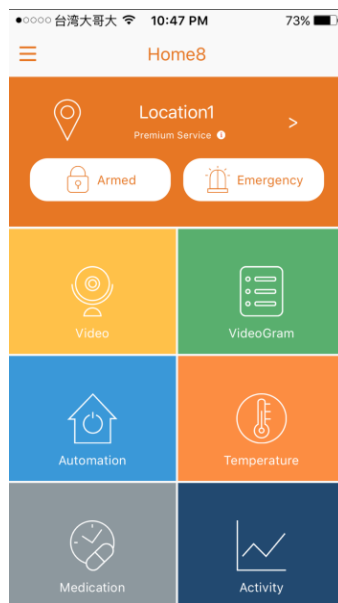 台湾大哥大 10:47 PM 73%
Home8
Location1
Premium Service
Armed Emergency
Video VideoGram
Automation Temperature
Medication Activity